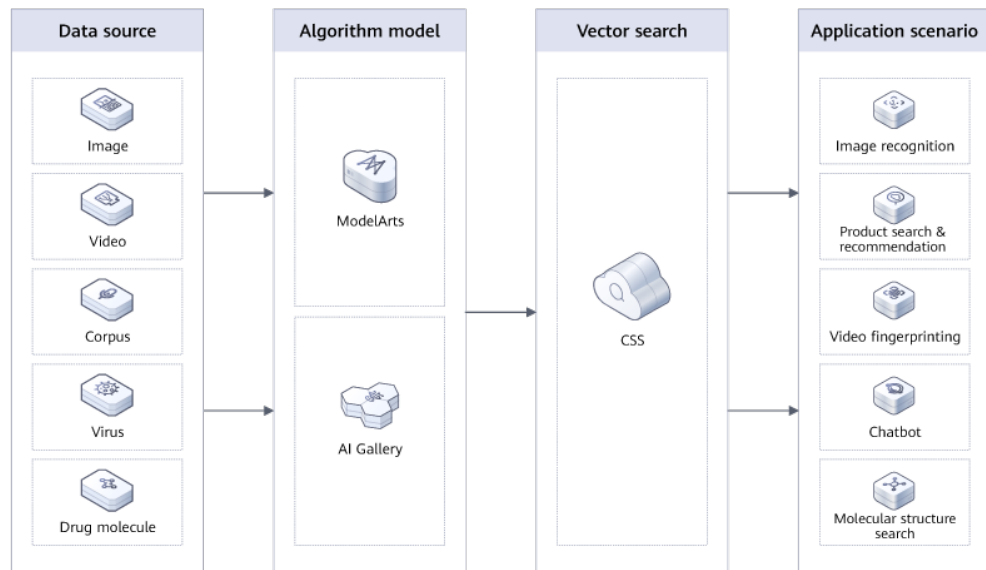 Data source
Image
Video
Corpus
Virus
Drug molecule
Algorithm model
ModelArts
AI Gallery
Vector search
CSS
Application scenario
Image recognition
Product search &
recommendation
Video fingerprinting
Chatbot
Molecular structure
search